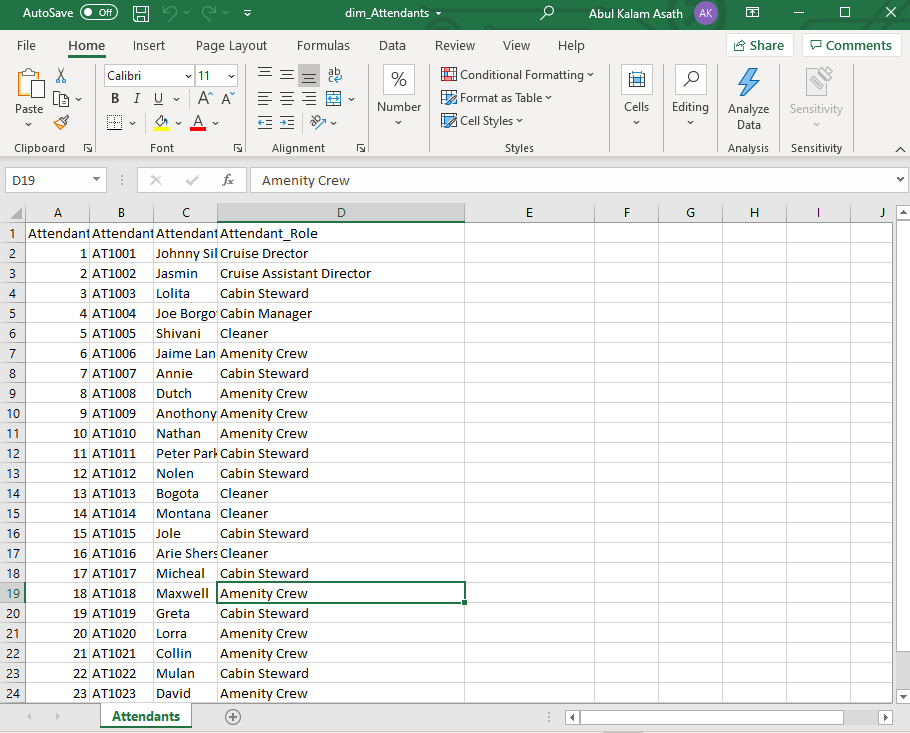 AutoSave Off dim_Attendants Abul Kalam Asath AK
File Home Insert Page Layout Formulas Data Review View Help Share Comments
Paste Calibri 11 ab c Number Conditional Formatting Cells Editing Analyze Data Sensitivity
B I U A A % Format as Table
A Cell Styles
Clipboard Font Alignment Styles Analysis Sensitivity
D19 fx Amenity Crew
A B C D E F G H I J
1 Attendant Attendant Attendant Attendant_Role
2 1 AT1001 Johnny Sil Cruise Drector
3 2 AT1002 Jasmin Cruise Assistant Director
4 3 AT1003 Lolita Cabin Steward
5 4 AT1004 Joe Borgo Cabin Manager
6 5 AT1005 Shivani Cleaner
7 6 AT1006 Jaime Lan Amenity Crew
8 7 AT1007 Annie Cabin Steward
9 8 AT1008 Dutch Amenity Crew
10 9 AT1009 Anothony Amenity Crew
11 10 AT1010 Nathan Amenity Crew
12 11 AT1011 Peter Park Cabin Steward
13 12 AT1012 Nolen Cabin Steward
14 13 AT1013 Bogota Cleaner
15 14 AT1014 Montana Cleaner
16 15 AT1015 Jole Cabin Steward
17 16 AT1016 Arie Shers Cleaner
18 17 AT1017 Micheal Cabin Steward
19 18 AT1018 Maxwell Amenity Crew
20 19 AT1019 Greta Cabin Steward
21 20 AT1020 Lorra Amenity Crew
22 21 AT1021 Collin Amenity Crew
23 22 AT1022 Mulan Cabin Steward
24 23 AT1023 David Amenity Crew
Attendants